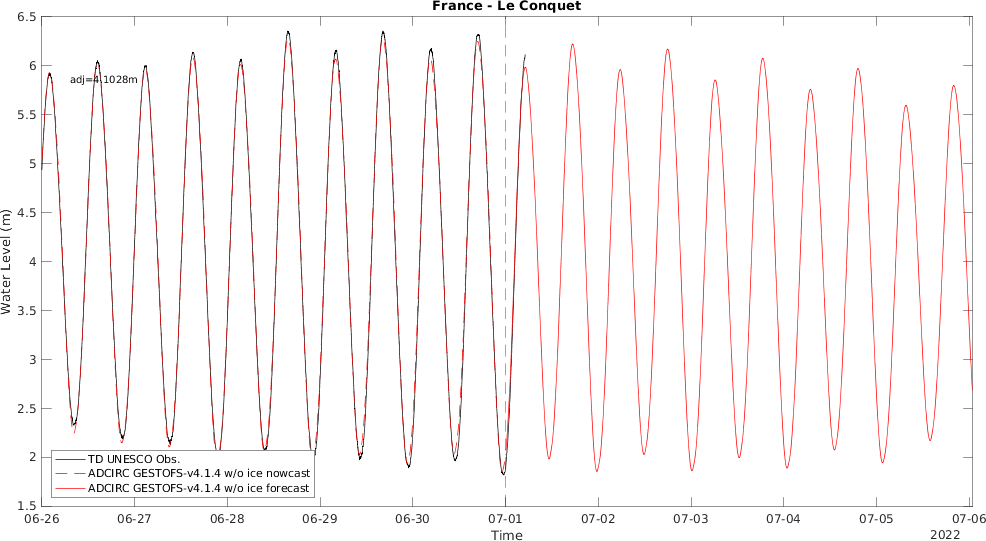 France - Le Conquet
6.5
6
5.5
5
4.5
4
3.5
3
2.5
2
1.5
Water Level (m)
adj=4.1028m
TD UNESCO Obs.
ADCIRC GESTOFS-v4.1.4 w/o ice nowcast
ADCIRC GESTOFS-v4.1.4 w/o ice forecast
06-26 06-27 06-28 06-29 06-30 07-01 07-02 07-03 07-04 07-05 07-06
Time
2022